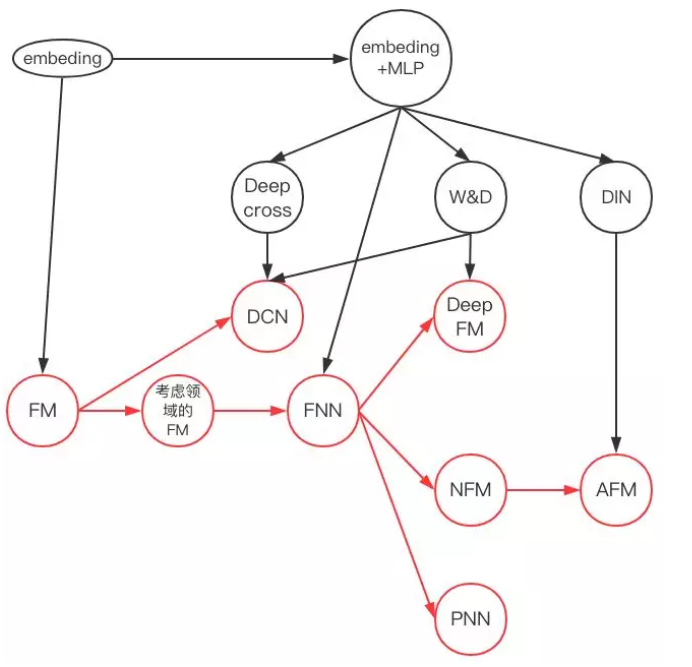 embeding
embeding
+MLP
Deep
cross
W&D
DIN
DCN
Deep
FM
FM
考虑领
域的
FM
FNN
NFM
AFM
PNN